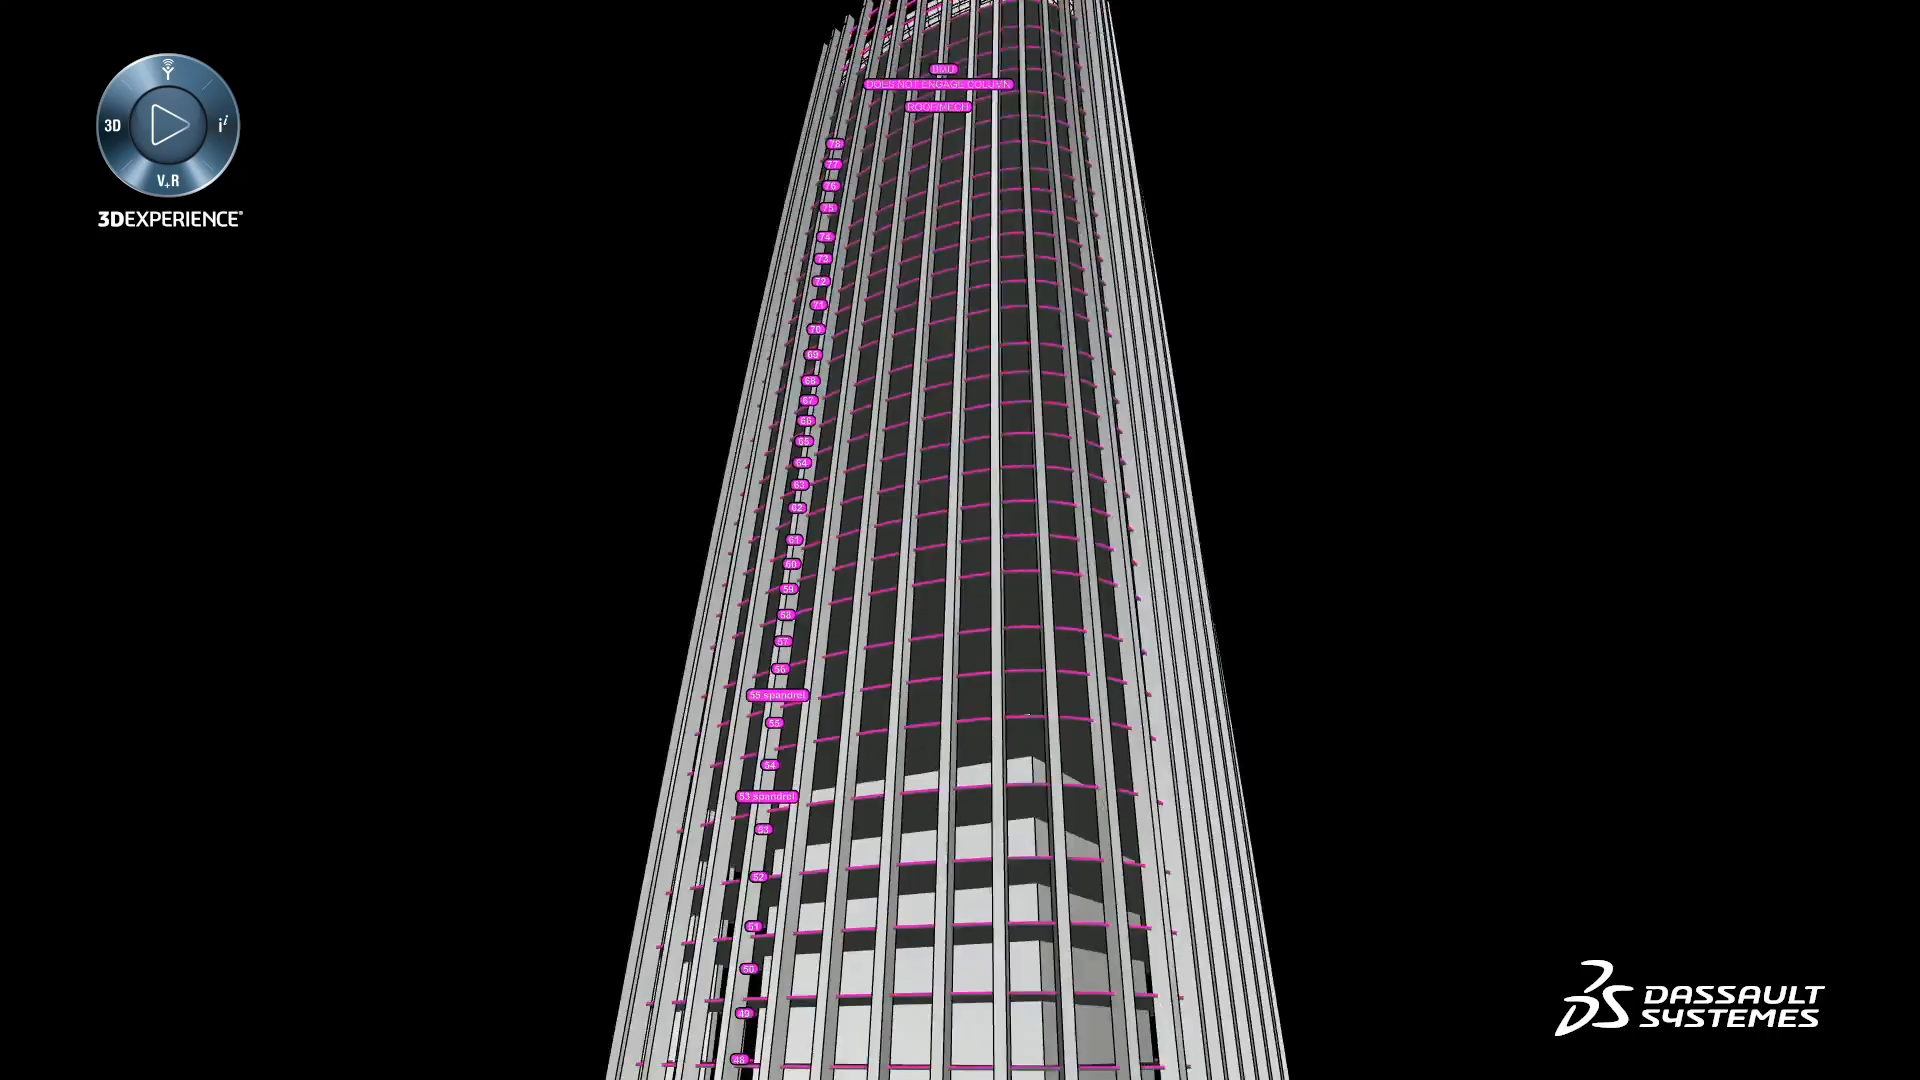 3D
i
V+R
3DEXPERIENCE®
BMU
DOES NOT ENGAGE COLUMN
ROOF/MECH
78
77
76
75
74
73
72
71
70
69
68
67
66
65
64
63
62
61
60
59
58
57
56
55 spandrel
55
54
53 spandrel
53
52
51
50
49
48
DASSAULT
SYSTEMES